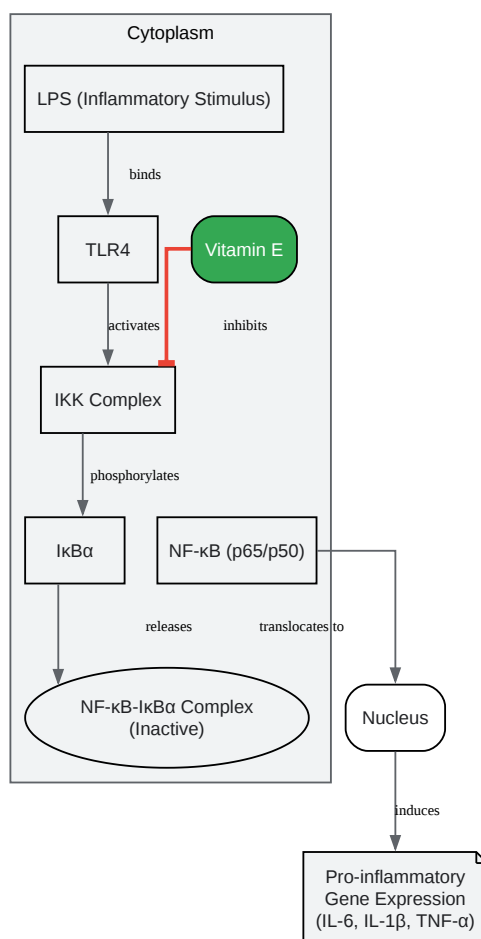 Cytoplasm
LPS (Inflammatory Stimulus)
binds
TLR4
Vitamin E
activates
inhibits
IKK Complex
phosphorylates
IκBα
NF-κB (p65/p50)
releases
translocates to
NF-κB-IκBα Complex
(Inactive)
Nucleus
induces
Pro-inflammatory
Gene Expression
(IL-6, IL-1β, TNF-α)